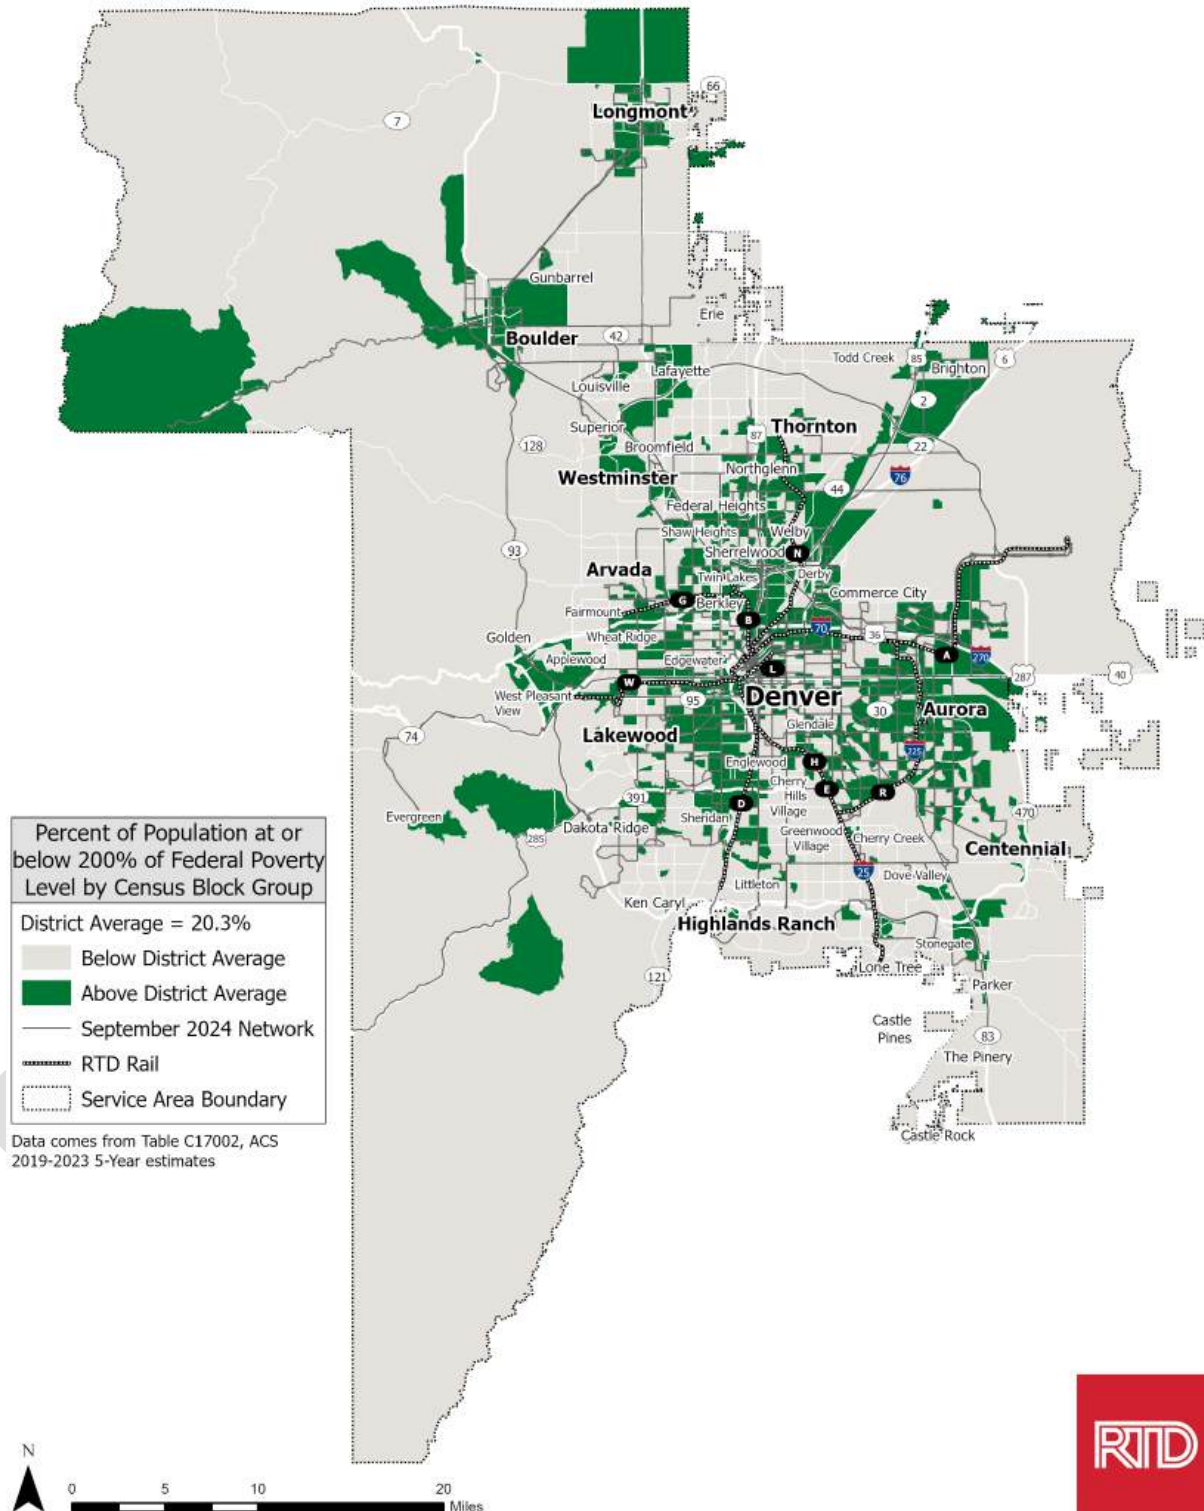 66
7
Longmont
Gunbarrel
Erie
Boulder
42
Todd Creek
85
6
Lafayette
Brighton
Louisville
2
Superior
87
Thornton
128
Broomfield
22
Northglenn
Westminster
76
44
Federal Heights
Shaw Heights
Welby
93
Sherrelwood
N
Arvada
Twin Lakes
Derby
Commerce City
G
Berkley
Fairmount
B
70
Golden
Wheat Ridge
36
Applewood
Edgewater
A
270
L
287
40
W
West Pleasant
View
95
Denver
30
Aurora
Glendale
74
Lakewood
225
Englewood
H
Cherry
Hills
Village
E
R
391
D
Evergreen
Sheridan
470
285
Dakota Ridge
Greenwood
Village
Cherry Creek
Centennial
25
Dove Valley
Littleton
Ken Caryl
Highlands Ranch
Stonegate
121
Lone Tree
Parker
Castle
Pines
83
The Pinery
Castle Rock
Percent of Population at or
below 200% of Federal Poverty
Level by Census Block Group
District Average = 20.3%
Below District Average
Above District Average
September 2024 Network
RTD Rail
Service Area Boundary
Data comes from Table C17002, ACS
2019-2023 5-Year estimates
N
0 5 10 20
Miles
RTD